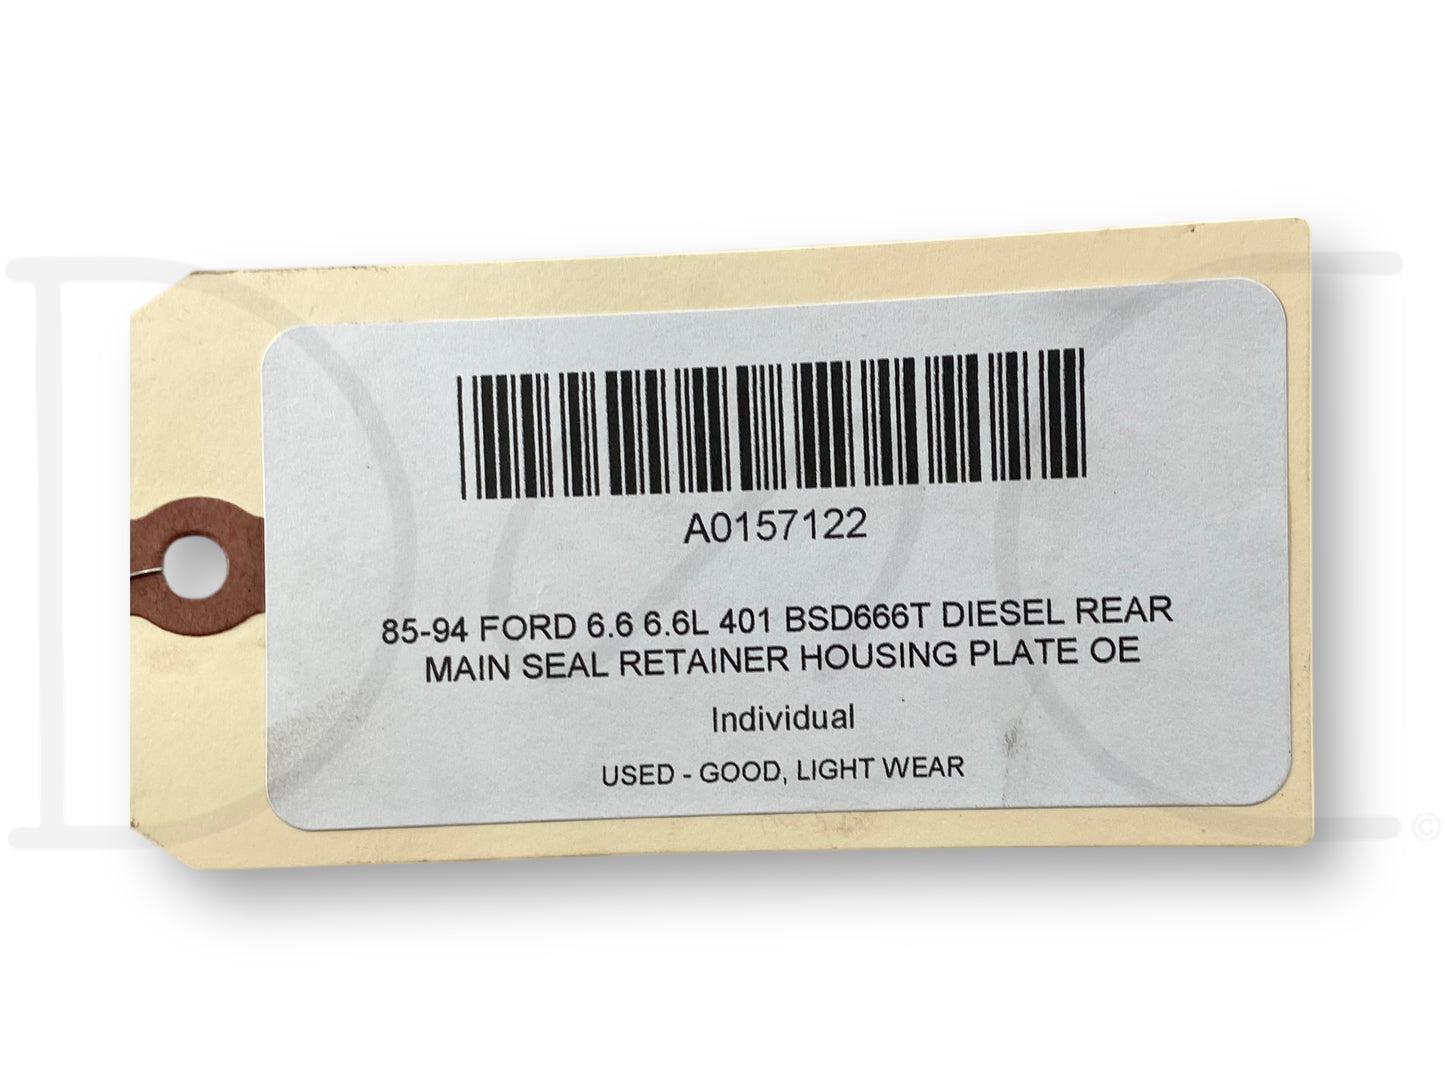 A0157122
85-94 FORD 6.6 6.6L 401 BSD666T DIESEL REAR
MAIN SEAL RETAINER HOUSING PLATE OE
Individual
USED - GOOD, LIGHT WEAR
©